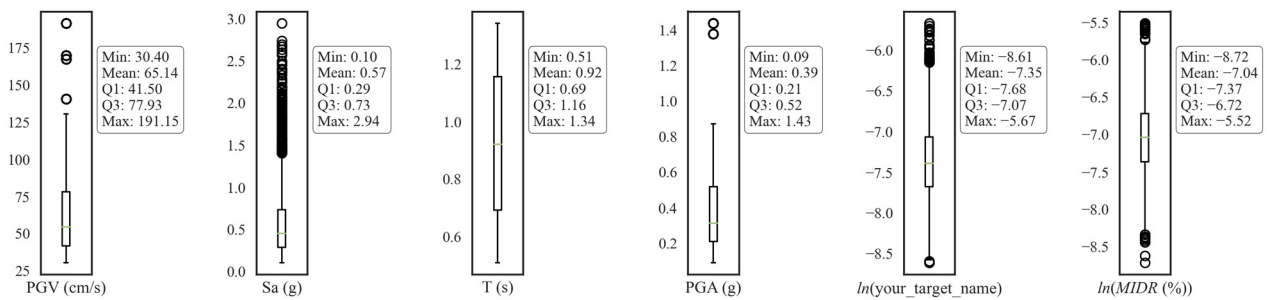 175
150
125
100
75
50
25
PGV (cm/s)
Min: 30.40
Mean: 65.14
Q1: 41.50
Q3: 77.93
Max: 191.15
3.0
2.5
2.0
1.5
1.0
0.5
0.0
Sa (g)
Min: 0.10
Mean: 0.57
Q1: 0.29
Q3: 0.73
Max: 2.94
1.2
1.0
0.8
0.6
T (s)
Min: 0.51
Mean: 0.92
Q1: 0.69
Q3: 1.16
Max: 1.34
1.4
1.2
1.0
0.8
0.6
0.4
0.2
PGA (g)
Min: 0.09
Mean: 0.39
Q1: 0.21
Q3: 0.52
Max: 1.43
−6.0
−6.5
−7.0
−7.5
−8.0
−8.5
ln(your_target_name)
Min: −8.61
Mean: −7.35
Q1: −7.68
Q3: −7.07
Max: −5.67
−5.5
−6.0
−6.5
−7.0
−7.5
−8.0
−8.5
ln(MIDR (%))
Min: −8.72
Mean: −7.04
Q1: −7.37
Q3: −6.72
Max: −5.52